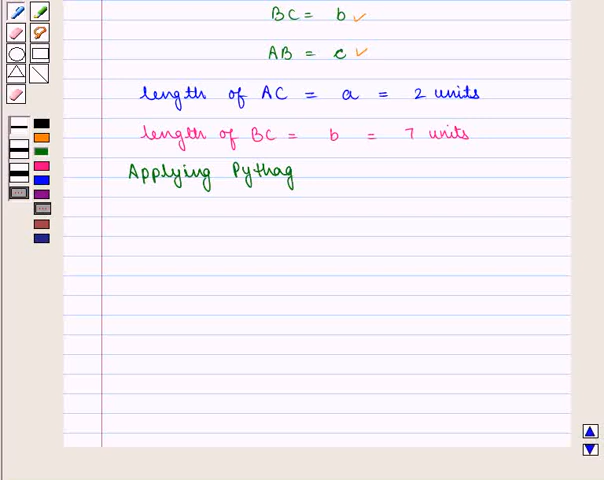 BC = b ✓
AB = c ✓
length of AC = a = 2 units
length of BC = b = 7 units
Applying Pythag